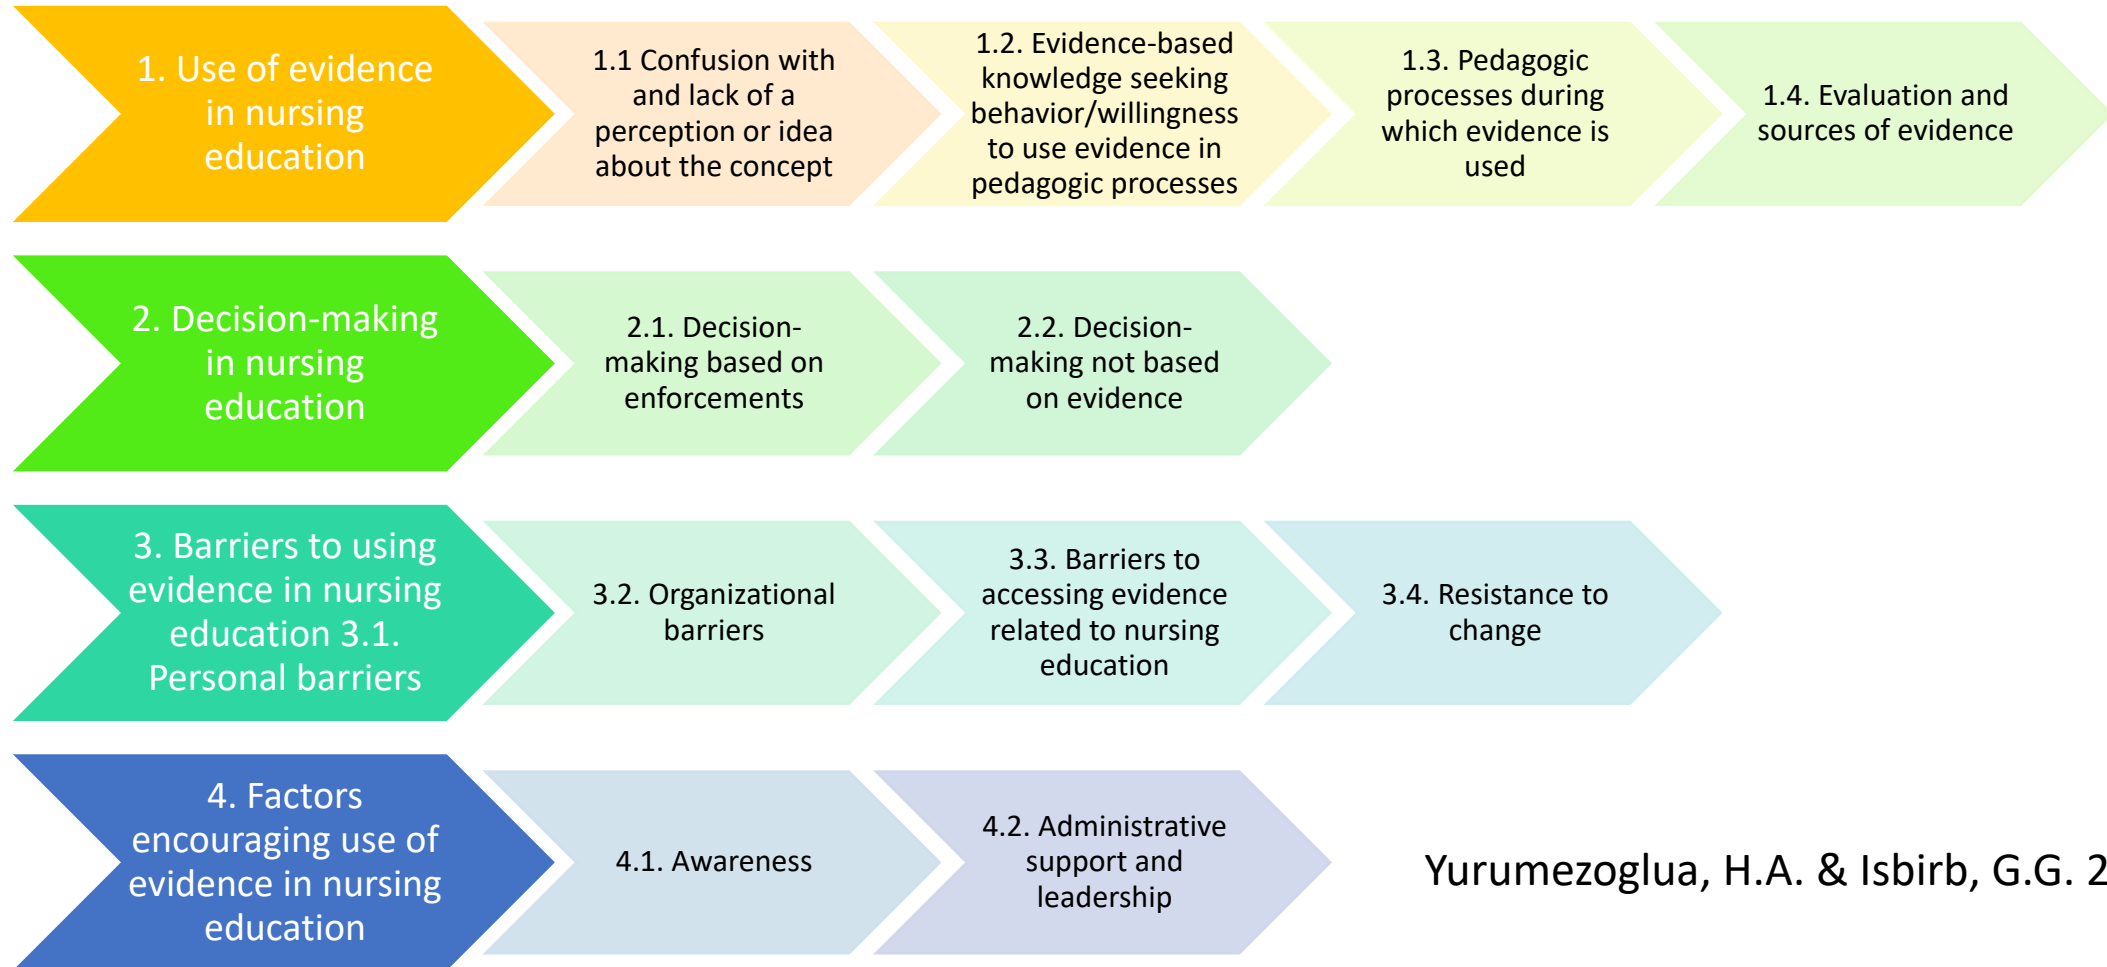 1. Use of evidence
in nursing
education
1.1 Confusion with
and lack of a
perception or idea
about the concept
1.2. Evidence-based
knowledge seeking
behavior/willingness
to use evidence in
pedagogic processes
1.3. Pedagogic
processes during
which evidence is
used
1.4. Evaluation and
sources of evidence
2. Decision-making
in nursing
education
2.1. Decision-
making based on
enforcements
2.2. Decision-
making not based
on evidence
3. Barriers to using
evidence in nursing
education 3.1.
Personal barriers
3.2. Organizational
barriers
3.3. Barriers to
accessing evidence
related to nursing
education
3.4. Resistance to
change
4. Factors
encouraging use of
evidence in nursing
education
4.1. Awareness
4.2. Administrative
support and
leadership
Yurumezoglua, H.A. & Isbirb, G.G. 2